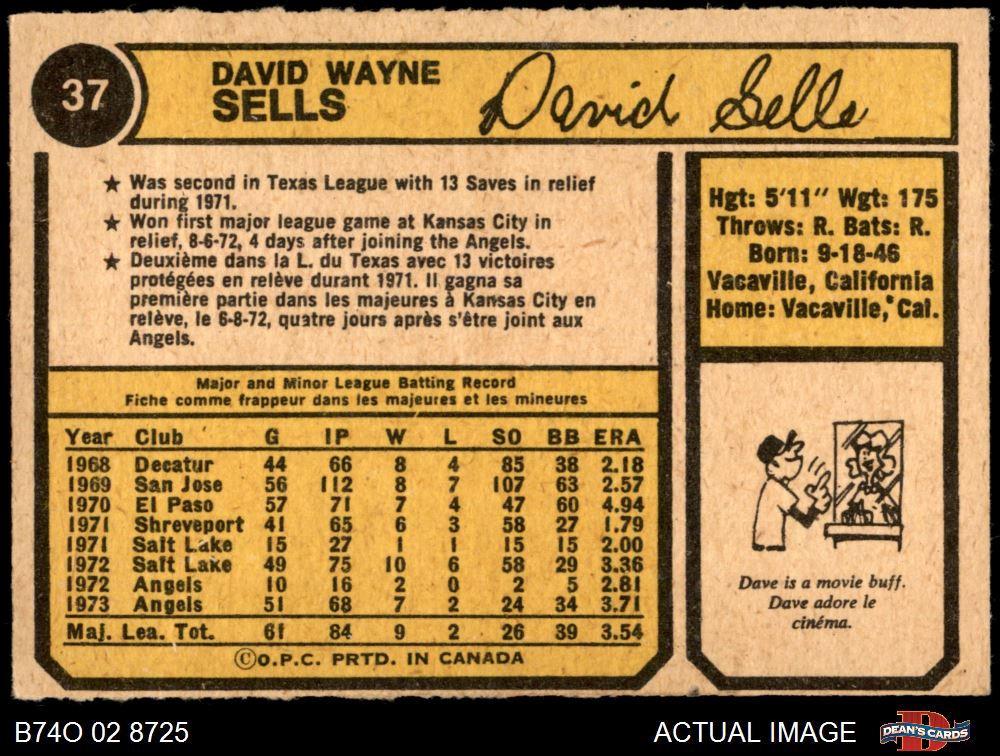 37
DAVID WAYNE
SELLS
David Sells
★ Was second in Texas League with 13 Saves in relief
during 1971.
★ Won first major league game at Kansas City in
relief, 8-6-72, 4 days after joining the Angels.
★ Deuxième dans la L. du Texas avec 13 victoires
protégées en relève durant 1971. Il gagna sa
première partie dans les majeures à Kansas City en
relève, le 6-8-72, quatre jours après s'être joint aux
Angels.
Hgt: 5'11" Wgt: 175
Throws: R. Bats: R.
Born: 9-18-46
Vacaville, California
Home: Vacaville, Cal.
Major and Minor League Batting Record
Fiche comme frappeur dans les majeures et les mineures
Year Club G IP W L SO BB ERA
1968 Decatur 44 66 8 4 85 38 2.18
1969 San Jose 56 112 8 7 107 63 2.57
1970 El Paso 57 71 7 4 47 60 4.94
1971 Shreveport 41 65 6 3 58 27 1.79
1971 Salt Lake 15 27 1 1 15 15 2.00
1972 Salt Lake 49 75 10 6 58 29 3.36
1972 Angels 10 16 2 0 2 5 2.81
1973 Angels 51 68 7 2 24 34 3.71
Maj. Lea. Tot. 61 84 9 2 26 39 3.54
©O.P.C. PRTD. IN CANADA
Dave is a movie buff.
Dave adore le
cinéma.
B74O 02 8725
ACTUAL IMAGE
D
DEAN'S CARDS